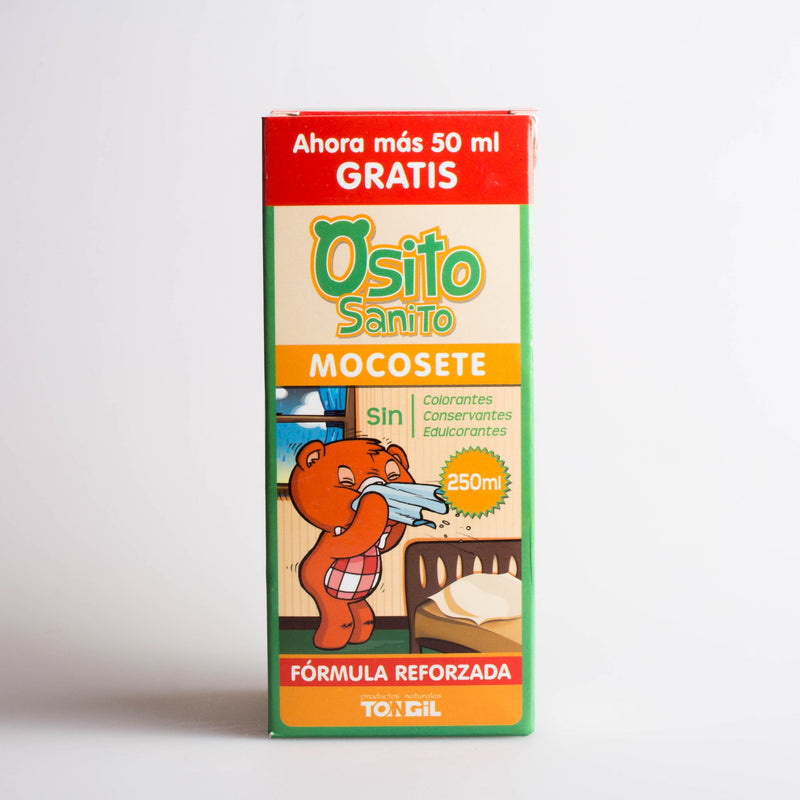 Ahora más 50 ml
GRATIS
Osito
Sanito
MOCOSETE
Sin
Colorantes
Conservantes
Edulcorantes
250ml
FÓRMULA REFORZADA
productos naturales
TONGIL